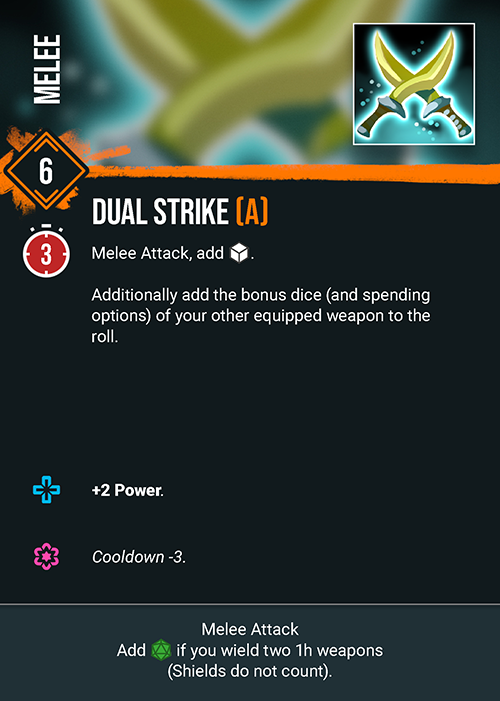 MELEE
6
DUAL STRIKE (A)
3
Melee Attack, add .
Additionally add the bonus dice (and spending
options) of your other equipped weapon to the
roll.
+2 Power.
Cooldown -3.
Melee Attack
Add if you wield two 1h weapons
(Shields do not count).